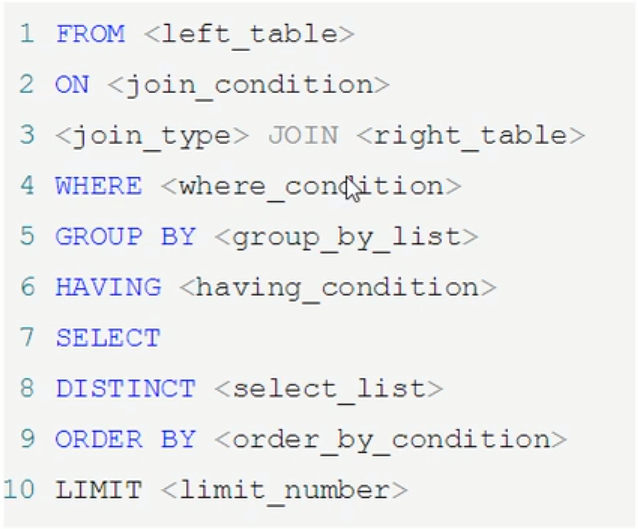 1 FROM <left_table>
2 ON <join_condition>
3 <join_type> JOIN <right_table>
4 WHERE <where_condition>
5 GROUP BY <group_by_list>
6 HAVING <having_condition>
7 SELECT
8 DISTINCT <select_list>
9 ORDER BY <order_by_condition>
10 LIMIT <limit_number>